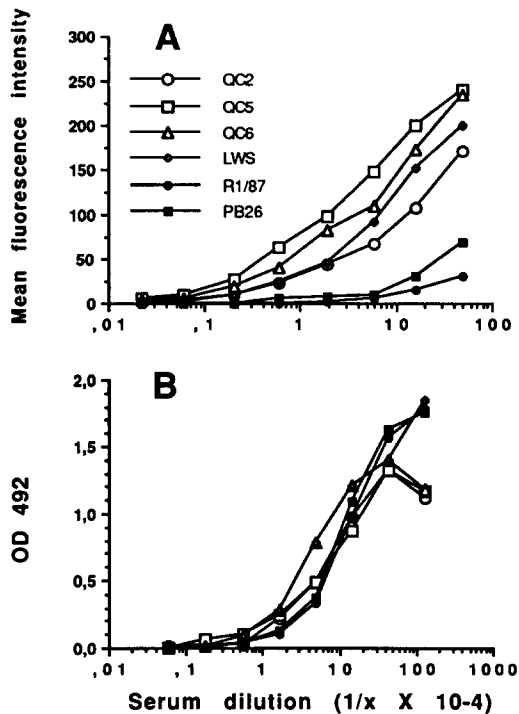 A
Mean fluorescence intensity
300
250
200
150
100
50
0
QC2
QC5
QC6
LWS
R1/87
PB26
,01 ,1 1 10 100
B
OD 492
2,0
1,5
1,0
0,5
0,0
,01 ,1 1 10 100 1000
Serum dilution (1/x X 10-4)